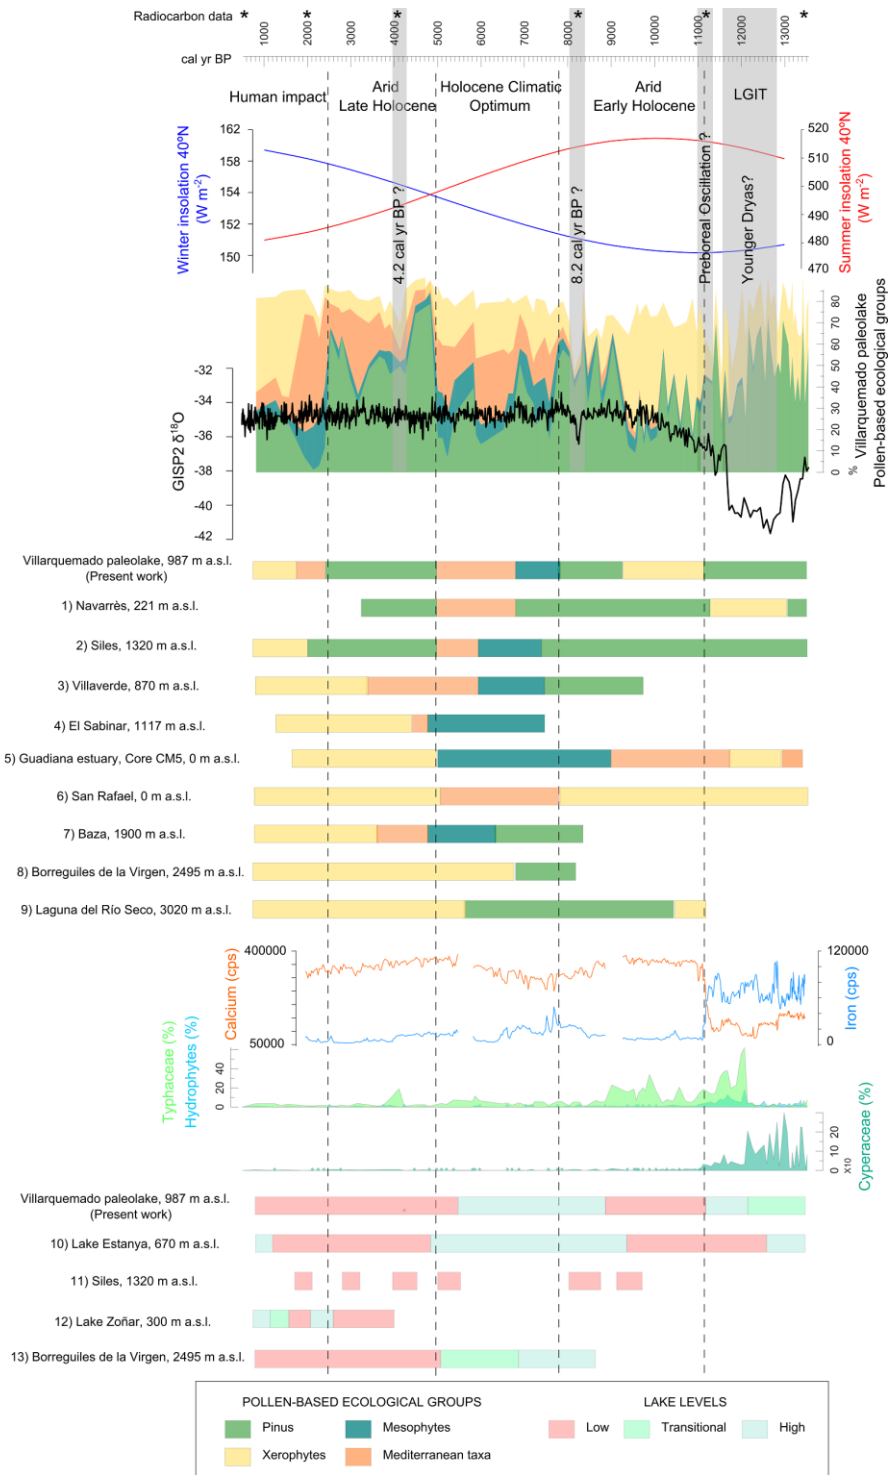 Radiocarbon data * * * * * *
1000 2000 3000 4000 5000 6000 7000 8000 9000 10000 11000 12000 13000
cal yr BP
Human impact
Arid
Late Holocene
Holocene Climatic
Optimum
Arid
Early Holocene
LGIT
Winter insolation 40ºN
(W m-2)
162
158
154
152
150
4.2 cal yr BP ?
8.2 cal yr BP ?
Preboreal Oscillation ?
Younger Dryas?
520
510
500
490
480
470
Summer insolation 40ºN
(W m-2)
GISP2 δ18O
-32
-34
-36
-38
-40
-42
80
70
60
50
40
30
20
10
0
%
Villarquemado paleolake
Pollen-based ecological groups
Villarquemado paleolake, 987 m a.s.l.
(Present work)
1) Navarrès, 221 m a.s.l.
2) Siles, 1320 m a.s.l.
3) Villaverde, 870 m a.s.l.
4) El Sabinar, 1117 m a.s.l.
5) Guadiana estuary, Core CM5, 0 m a.s.l.
6) San Rafael, 0 m a.s.l.
7) Baza, 1900 m a.s.l.
8) Borreguiles de la Virgen, 2495 m a.s.l.
9) Laguna del Río Seco, 3020 m a.s.l.
Calcium (cps)
400000
50000
120000
0
Iron (cps)
Typhaceae (%)
Hydrophytes (%)
40
20
0
20
10
0
X10
Cyperaceae (%)
Villarquemado paleolake, 987 m a.s.l.
(Present work)
10) Lake Estanya, 670 m a.s.l.
11) Siles, 1320 m a.s.l.
12) Lake Zoñar, 300 m a.s.l.
13) Borreguiles de la Virgen, 2495 m a.s.l.
POLLEN-BASED ECOLOGICAL GROUPS
LAKE LEVELS
Pinus
Mesophytes
Low
Transitional
High
Xerophytes
Mediterranean taxa